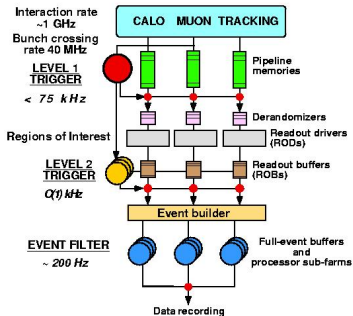 Interaction rate
~1 GHz
Bunch crossing
rate 40 MHz
CALO MUON TRACKING
LEVEL 1
TRIGGER
< 75 kHz
Pipeline
memories
Derandomizers
Regions of Interest
Readout drivers
(RODs)
LEVEL 2
TRIGGER
O(1) kHz
Readout buffers
(ROBs)
Event builder
EVENT FILTER
~ 200 Hz
Full-event buffers
and
processor sub-farms
Data recording